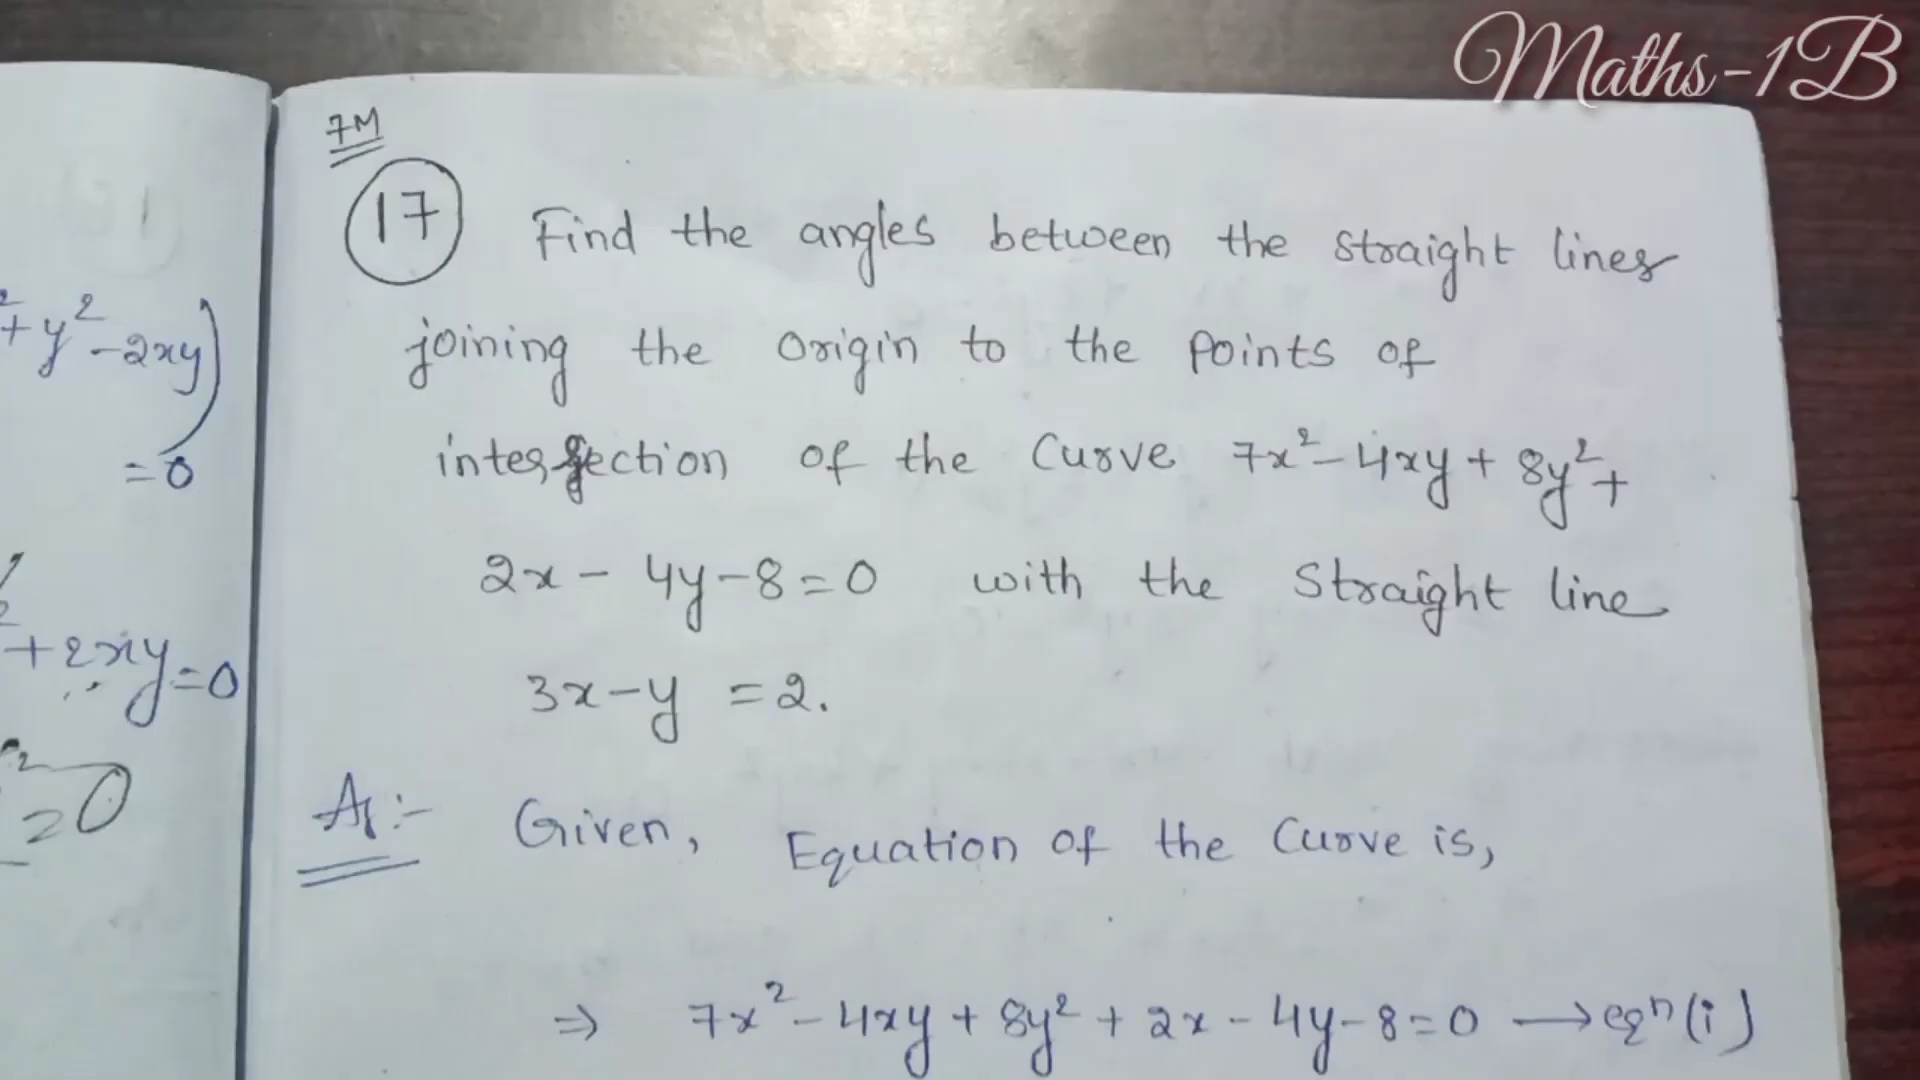 Maths-1B
7M
17 Find the angles between the straight lines
joining the origin to the points of
intersection of the curve 7x²-4xy+8y²+
2x-4y-8=0 with the straight line
3x-y=2.
A:- Given, Equation of the curve is,
⇒ 7x²-4xy+8y²+2x-4y-8=0 ⟶eqⁿ(i)
+y²-2xy)
=0
+2xy=0
=0